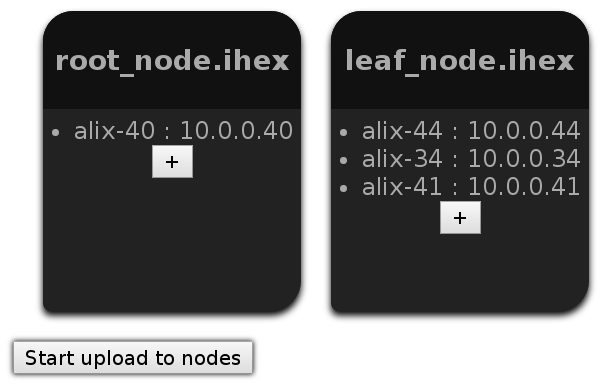 root_node.ihex
• alix-40 : 10.0.0.40
+
leaf_node.ihex
• alix-44 : 10.0.0.44
• alix-34 : 10.0.0.34
• alix-41 : 10.0.0.41
+
Start upload to nodes